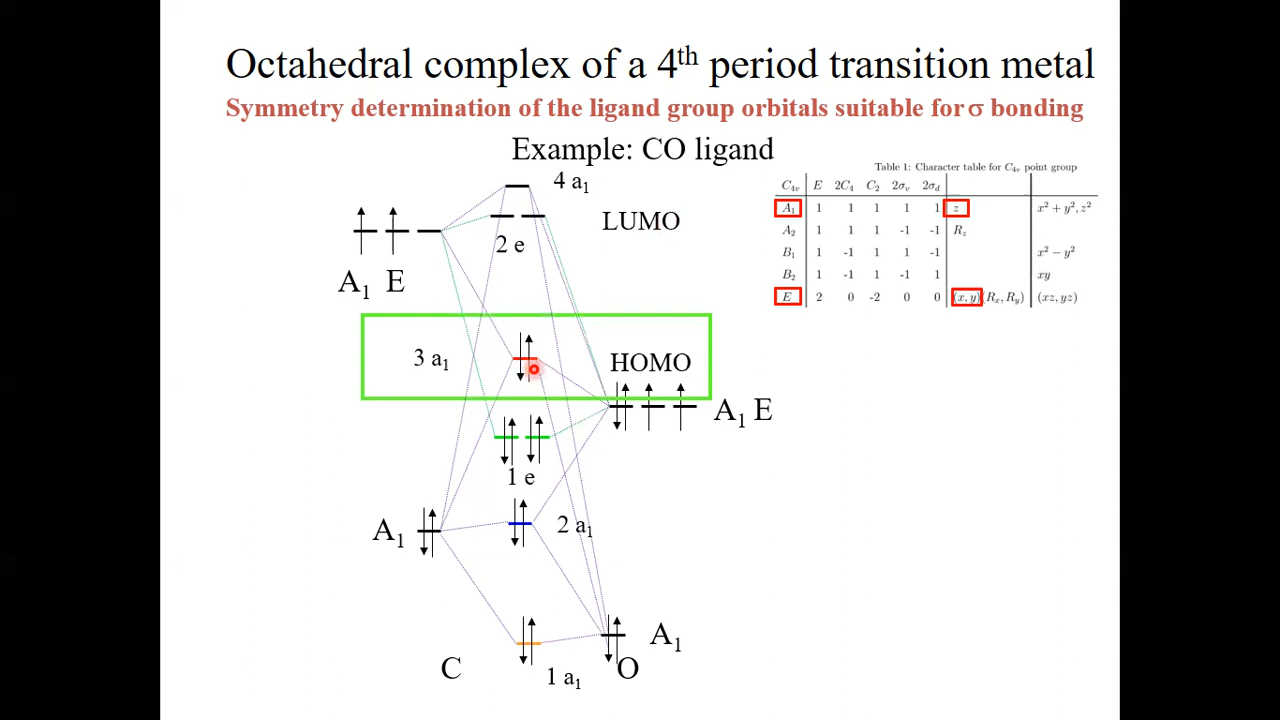 Octahedral complex of a 4th period transition metal
Symmetry determination of the ligand group orbitals suitable for σ bonding
Example: CO ligand
Table 1: Character table for C4v point group
C4v E 2C4 C2 2σv 2σd
A1 1 1 1 1 1 z x² + y², z²
A2 1 1 1 -1 -1 Rz
B1 1 -1 1 1 -1 x² − y²
B2 1 -1 1 -1 1 xy
E 2 0 -2 0 0 (x, y)(Rx, Ry) (xz, yz)
4 a1
LUMO
2 e
A1 E
3 a1
HOMO
A1 E
1 e
A1
2 a1
A1
C
O
1 a1